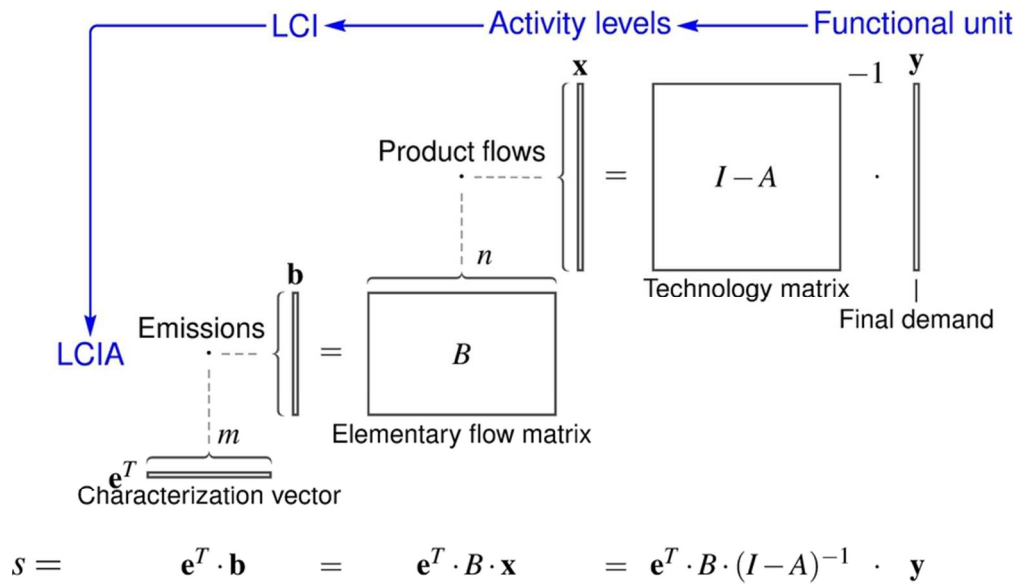 LCI Activity levels Functional unit
x −1 y
Product flows
= I − A ·
n
Technology matrix
Final demand
b
Emissions
LCIA = B
Elementary flow matrix
m
e^T
Characterization vector
s = e^T · b = e^T · B · x = e^T · B · (I − A)^−1 · y